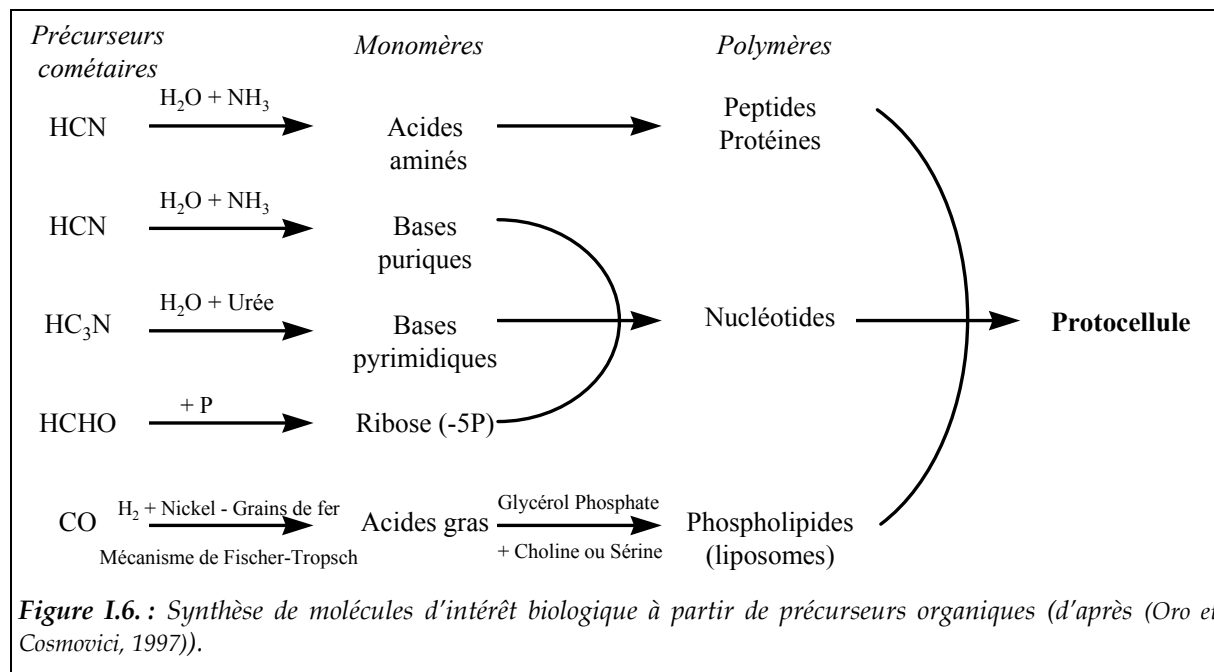 Précurseurs cométaires
Monomères
Polymères
HCN
H₂O + NH₃
Acides
aminés
Peptides
Protéines
HCN
H₂O + NH₃
Bases
puriques
HC₃N
H₂O + Urée
Bases
pyrimidiques
Nucléotides
Protocellule
HCHO
+ P
Ribose (-5P)
CO
H₂ + Nickel - Grains de fer
Mécanisme de Fischer-Tropsch
Acides gras
Glycérol Phosphate
+ Choline ou Sérine
Phospholipides
(liposomes)
Figure I.6. : Synthèse de molécules d'intérêt biologique à partir de précurseurs organiques (d'après (Oro et
Cosmovici, 1997)).